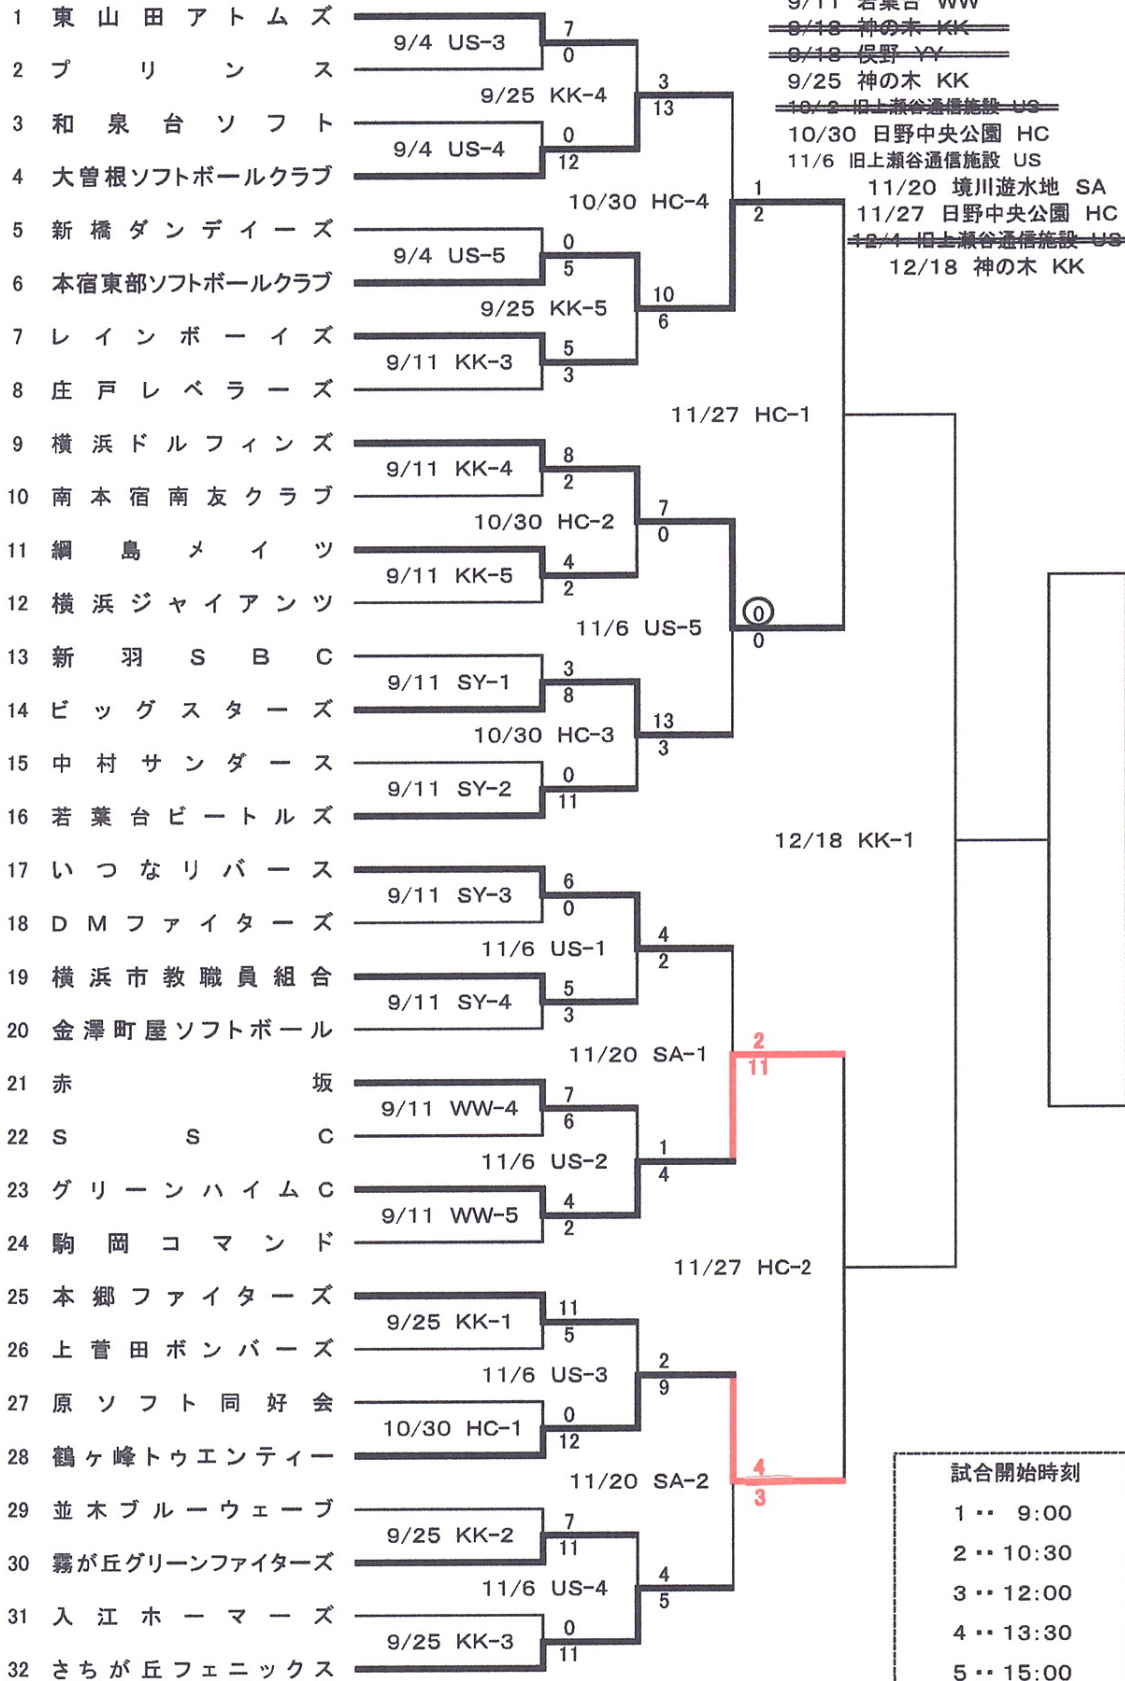 9/11 若葉台 WW
1 東山田アトムズ
9/18 神の木 KK
7
9/4 US-3
0
9/18 俣野 YY
2 プリンス
9/25 神の木 KK
3
9/25 KK-4
13
10/2 旧上瀬谷通信施設 US
3 和泉台ソフト
10/30 日野中央公園 HC
0
9/4 US-4
12
11/6 旧上瀬谷通信施設 US
4 大曽根ソフトボールクラブ
11/20 境川遊水地 SA
1
10/30 HC-4
2
11/27 日野中央公園 HC
5 新橋ダンデイーズ
12/4 旧上瀬谷通信施設 US
0
9/4 US-5
5
12/18 神の木 KK
6 本宿東部ソフトボールクラブ
10
9/25 KK-5
6
7 レインボーイズ
5
9/11 KK-3
3
8 庄戸レベラーズ
11/27 HC-1
9 横浜ドルフィンズ
8
9/11 KK-4
2
10 南本宿南友クラブ
7
10/30 HC-2
0
11 綱島メイツ
4
9/11 KK-5
2
12 横浜ジャイアンツ
0
11/6 US-5
0
13 新羽SBC
3
9/11 SY-1
8
14 ビッグスターズ
13
10/30 HC-3
3
15 中村サンダース
0
9/11 SY-2
11
16 若葉台ビートルズ
12/18 KK-1
17 いつなリバース
6
9/11 SY-3
0
18 DMファイターズ
4
11/6 US-1
2
19 横浜市教職員組合
5
9/11 SY-4
3
20 金澤町屋ソフトボール
2
11/20 SA-1
11
21 赤坂
7
9/11 WW-4
6
22 SSC
1
11/6 US-2
4
23 グリーンハイムC
4
9/11 WW-5
2
24 駒岡コマンド
11/27 HC-2
25 本郷ファイターズ
11
9/25 KK-1
5
26 上菅田ボンバーズ
2
11/6 US-3
9
27 原ソフト同好会
0
10/30 HC-1
12
28 鶴ヶ峰トゥエンティー
4
11/20 SA-2
3
29 並木ブルーウェーブ
7
9/25 KK-2
11
30 霧が丘グリーンファイターズ
4
11/6 US-4
5
31 入江ホーマーズ
0
9/25 KK-3
11
32 さちが丘フェニックス
試合開始時刻
1‥ 9:00
2‥10:30
3‥12:00
4‥13:30
5‥15:00